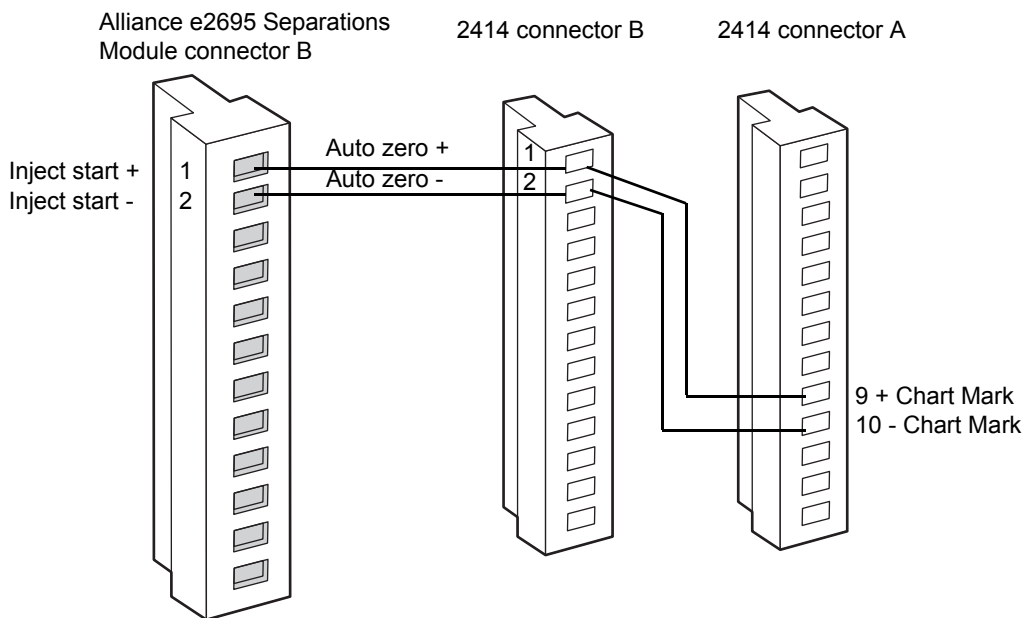 Alliance e2695 Separations
Module connector B
2414 connector B
2414 connector A
Inject start +
1
Auto zero +
1
Inject start -
2
Auto zero -
2
9 + Chart Mark
10 - Chart Mark